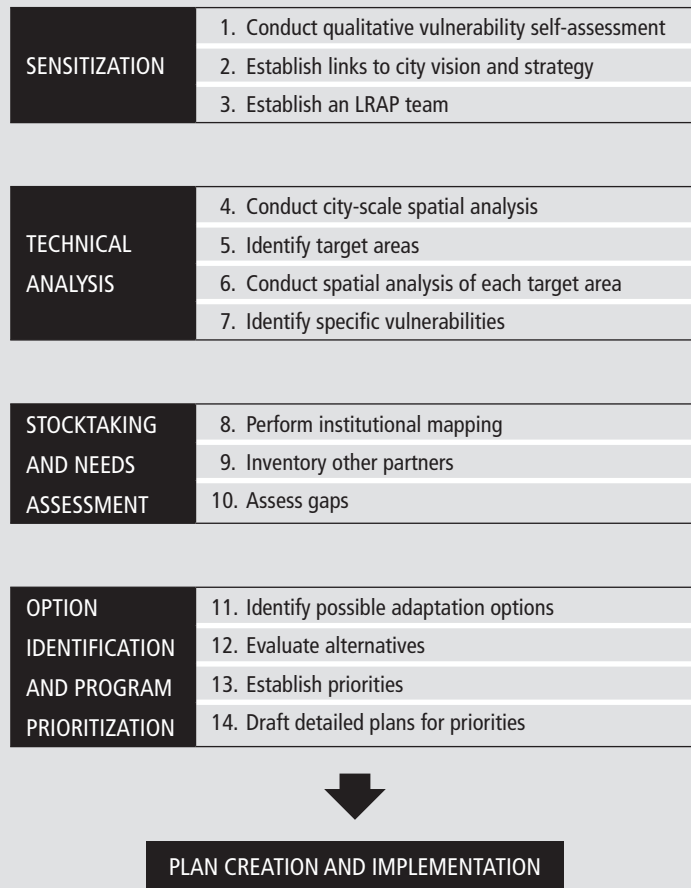 SENSITIZATION
1. Conduct qualitative vulnerability self-assessment
2. Establish links to city vision and strategy
3. Establish an LRAP team
TECHNICAL
ANALYSIS
4. Conduct city-scale spatial analysis
5. Identify target areas
6. Conduct spatial analysis of each target area
7. Identify specific vulnerabilities
STOCKTAKING
AND NEEDS
ASSESSMENT
8. Perform institutional mapping
9. Inventory other partners
10. Assess gaps
OPTION
IDENTIFICATION
AND PROGRAM
PRIORITIZATION
11. Identify possible adaptation options
12. Evaluate alternatives
13. Establish priorities
14. Draft detailed plans for priorities
PLAN CREATION AND IMPLEMENTATION